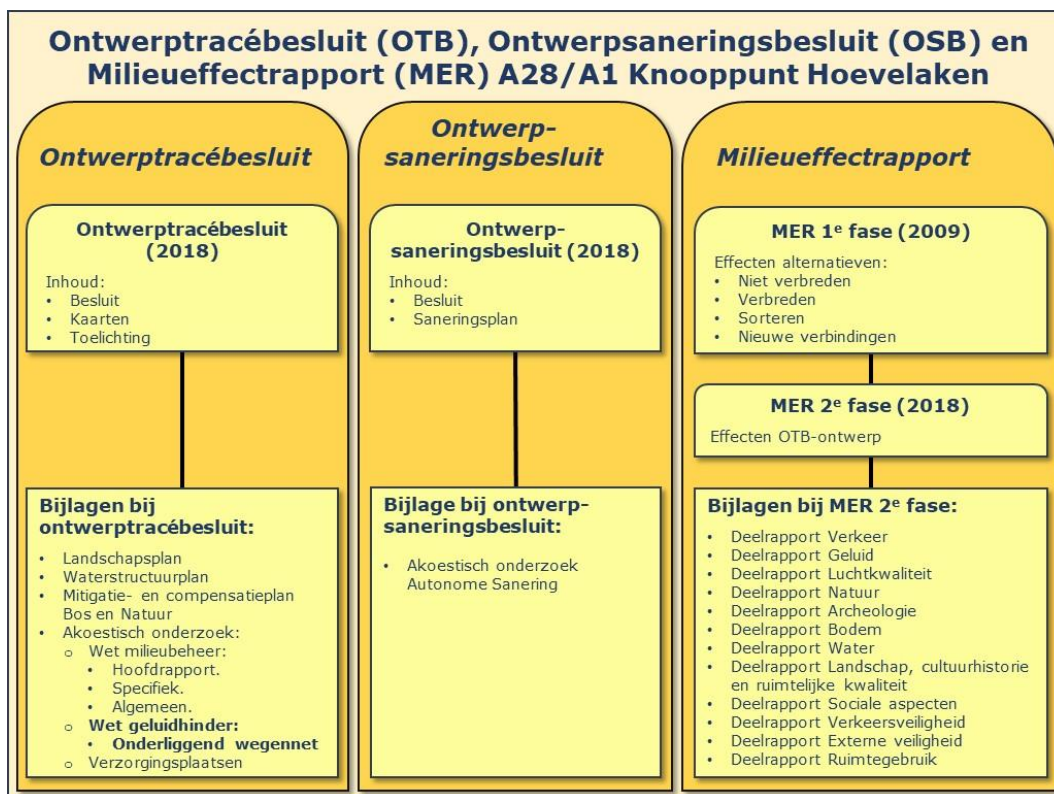 Ontwerptracébesluit (OTB), Ontwerpsaneringsbesluit (OSB) en
Milieueffectrapport (MER) A28/A1 Knooppunt Hoevelaken
Ontwerptracébesluit
Ontwerptracébesluit
(2018)
Inhoud:
• Besluit
• Kaarten
• Toelichting
Bijlagen bij
ontwerptracébesluit:
• Landschapsplan
• Waterstructuurplan
• Mitigatie- en compensatieplan
Bos en Natuur
• Akoestisch onderzoek:
o Wet milieubeheer:
• Hoofdrapport.
• Specifiek.
• Algemeen.
o Wet geluidhinder:
• Onderliggend wegennet
o Verzorgingsplaatsen
Ontwerp-
saneringsbesluit
Ontwerp-
saneringsbesluit (2018)
Inhoud:
• Besluit
• Saneringsplan
Bijlage bij ontwerp-
saneringsbesluit:
• Akoestisch onderzoek
Autonome Sanering
Milieueffectrapport
MER 1e fase (2009)
Effecten alternatieven:
• Niet verbreden
• Verbreden
• Sorteren
• Nieuwe verbindingen
MER 2e fase (2018)
Effecten OTB-ontwerp
Bijlagen bij MER 2e fase:
• Deelrapport Verkeer
• Deelrapport Geluid
• Deelrapport Luchtkwaliteit
• Deelrapport Natuur
• Deelrapport Archeologie
• Deelrapport Bodem
• Deelrapport Water
• Deelrapport Landschap, cultuurhistorie
en ruimtelijke kwaliteit
• Deelrapport Sociale aspecten
• Deelrapport Verkeersveiligheid
• Deelrapport Externe veiligheid
• Deelrapport Ruimtegebruik